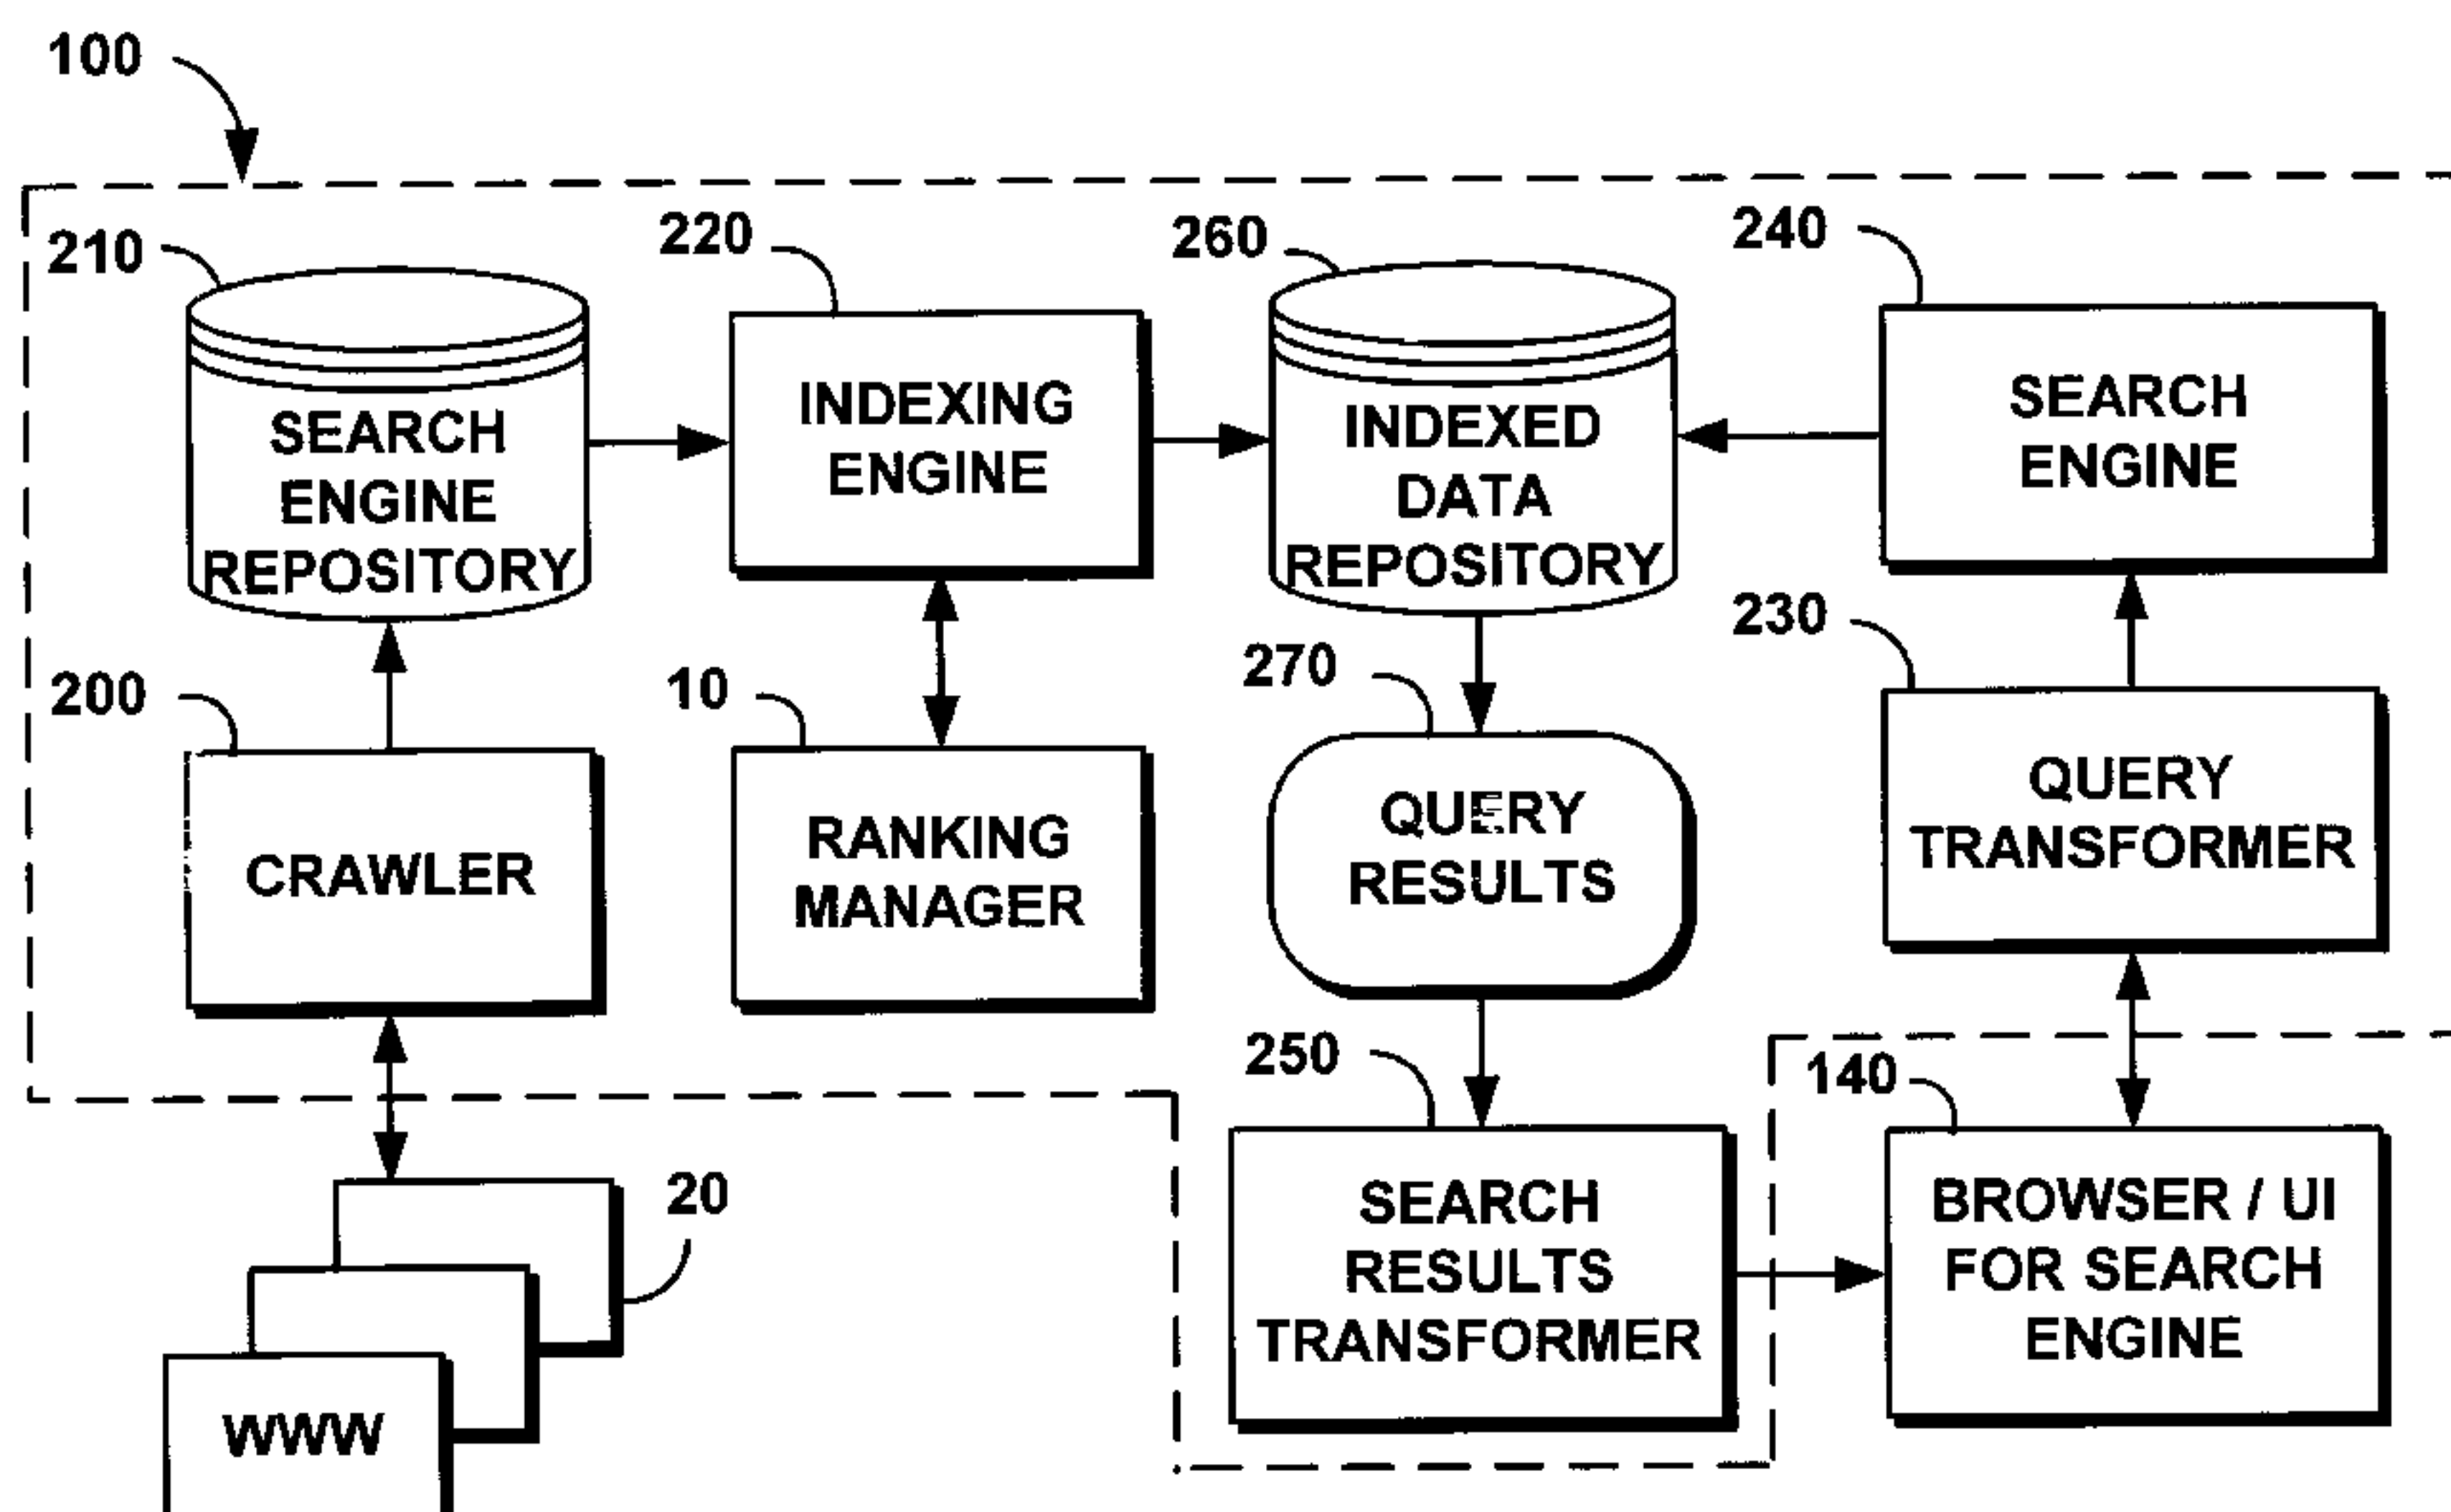 100
210
220
260
240
SEARCH
ENGINE
REPOSITORY
INDEXING
ENGINE
INDEXED
DATA
REPOSITORY
SEARCH
ENGINE
200
10
270
230
CRAWLER
RANKING
MANAGER
QUERY
RESULTS
QUERY
TRANSFORMER
250
140
20
SEARCH
RESULTS
TRANSFORMER
BROWSER / UI
FOR SEARCH
ENGINE
WWW